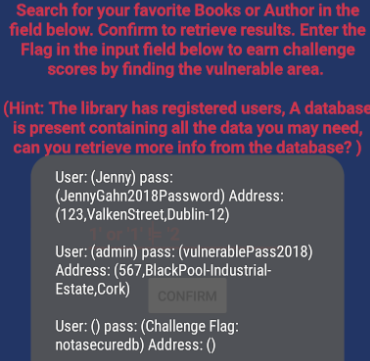 Search for your favorite Books or Author in the
field below. Confirm to retrieve results. Enter the
Flag in the input field below to earn challenge
scores by finding the vulnerable area.
(Hint: The library has registered users, A database
is present containing all the data you may need,
can you retrieve more info from the database? )
User: (Jenny) pass:
(JennyGahn2018Password) Address:
(123,ValkenStreet,Dublin-12)
User: (admin) pass: (vulnerablePass2018)
Address: (567,BlackPool-Industrial-
Estate,Cork)
CONFIRM
User: () pass: (Challenge Flag:
notasecuredb) Address: ()